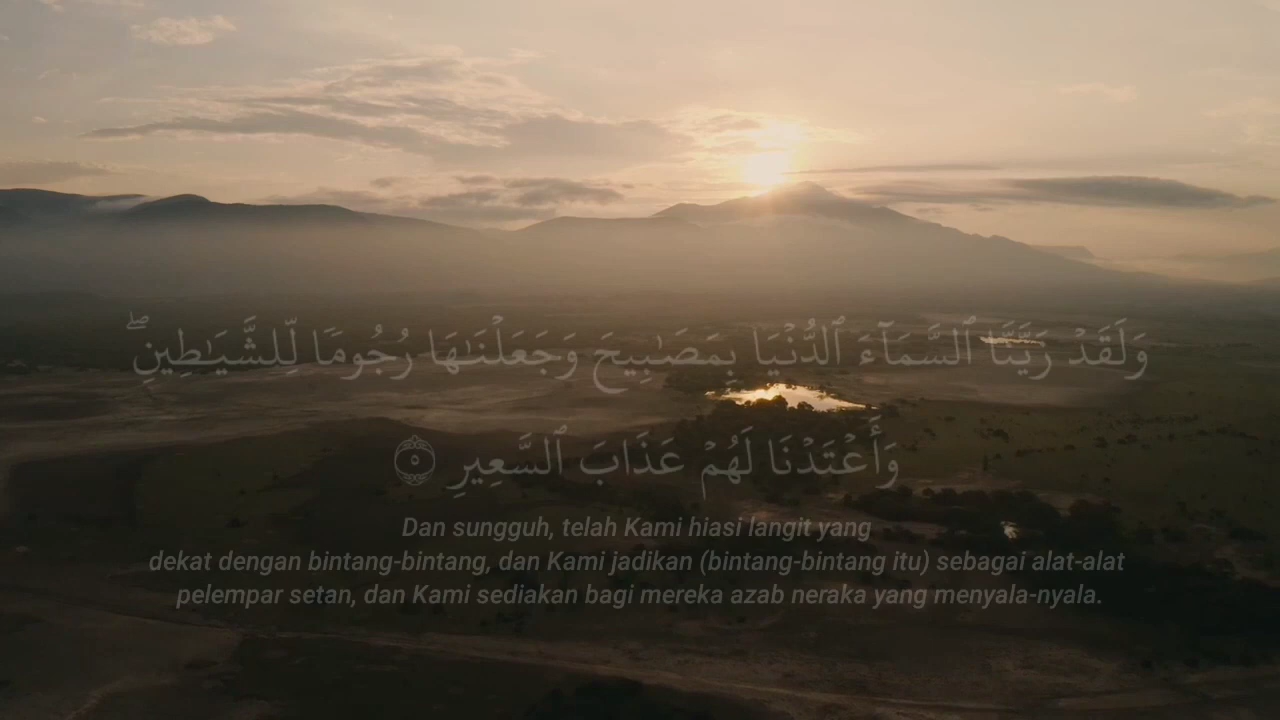 وَلَقَدْ زَيَّنَّا ٱلسَّمَآءَ ٱلدُّنْيَا بِمَصَـٰبِيحَ وَجَعَلْنَـٰهَا رُجُومًا لِّلشَّيَـٰطِينِ ۖ
وَأَعْتَدْنَا لَهُمْ عَذَابَ ٱلسَّعِيرِ ٥
Dan sungguh, telah Kami hiasi langit yang
dekat dengan bintang-bintang, dan Kami jadikan (bintang-bintang itu) sebagai alat-alat
pelempar setan, dan Kami sediakan bagi mereka azab neraka yang menyala-nyala.